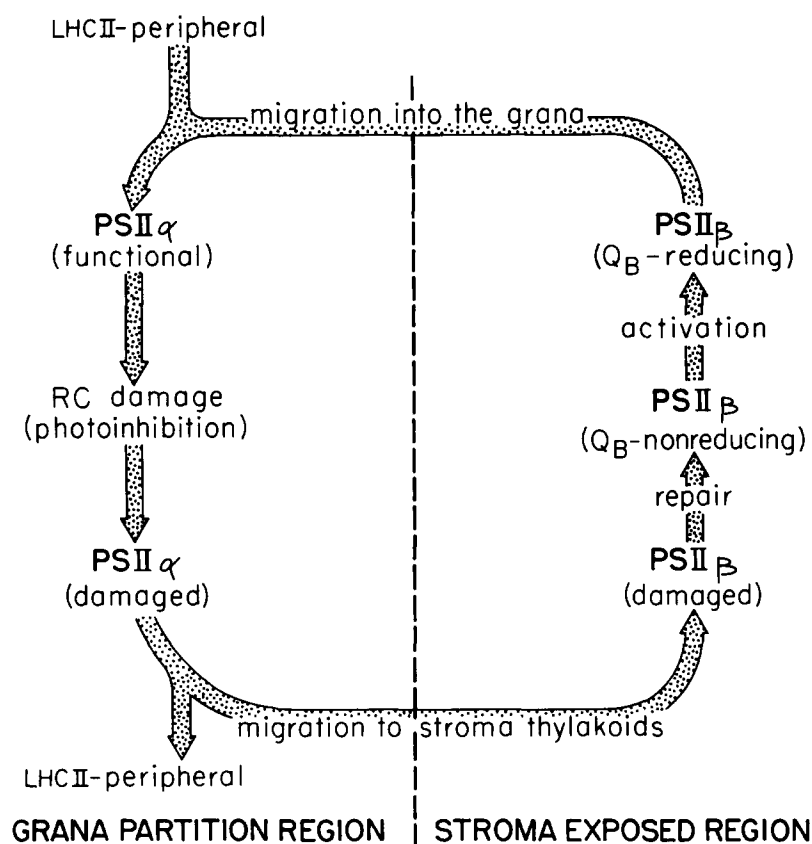 LHCII-peripheral
migration into the grana
PSIIα
(functional)
RC damage
(photoinhibition)
PSIIα
(damaged)
LHCII-peripheral
migration to stroma thylakoids
PSIIβ
(QB-reducing)
activation
PSIIβ
(QB-nonreducing)
repair
PSIIβ
(damaged)
GRANA PARTITION REGION
STROMA EXPOSED REGION